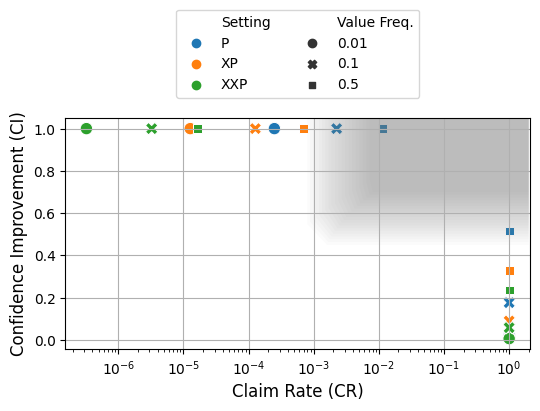 Setting Value Freq.
P 0.01
XP 0.1
XXP 0.5
Confidence Improvement (CI)
1.0
0.8
0.6
0.4
0.2
0.0
10⁻⁶ 10⁻⁵ 10⁻⁴ 10⁻³ 10⁻² 10⁻¹ 10⁰
Claim Rate (CR)